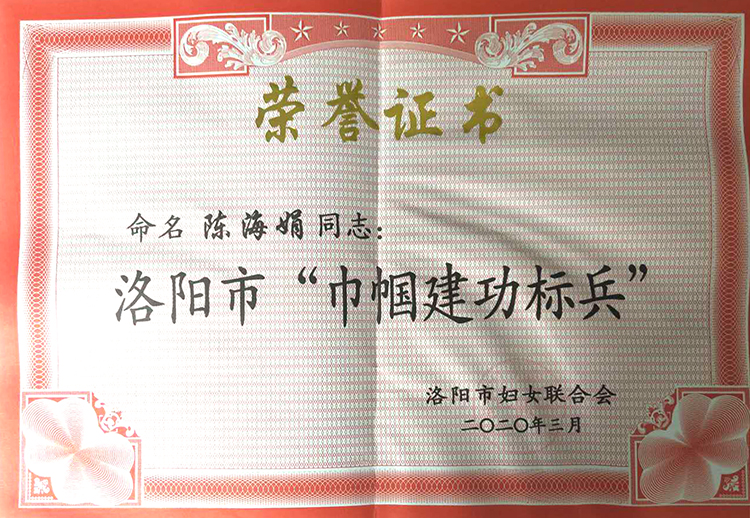 荣誉证书
命名 陈海娟同志：
洛阳市“巾帼建功标兵”
洛阳市妇女联合会
二〇二〇年三月